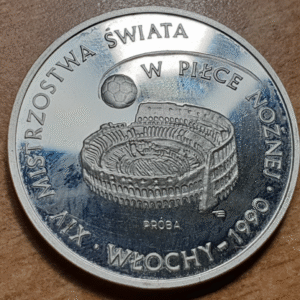 XIV MISTRZOSTWA ŚWIATA
W PIŁCE NOŻNEJ
WŁOCHY-1990
PRÓBA